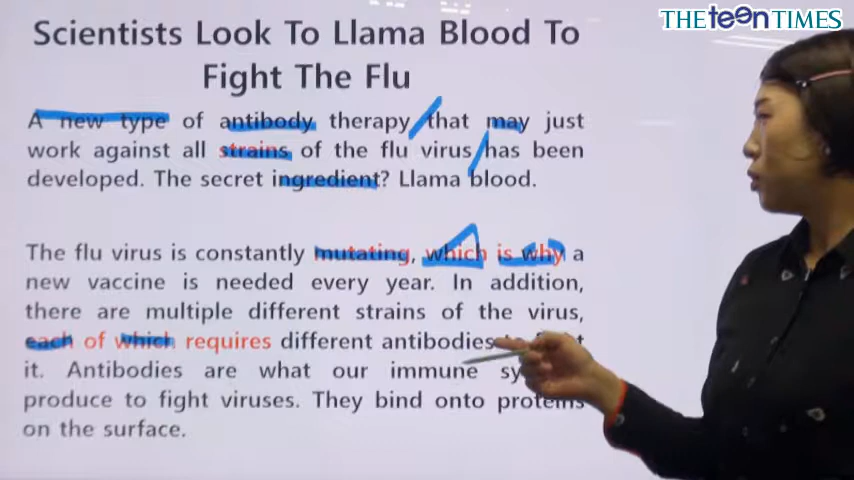 THE teen TIMES
Scientists Look To Llama Blood To
Fight The Flu
A new type of antibody therapy that may just
work against all strains of the flu virus has been
developed. The secret ingredient? Llama blood.
The flu virus is constantly mutating, which is why a
new vaccine is needed every year. In addition,
there are multiple different strains of the virus,
each of which requires different antibodies
it. Antibodies are what our immune
produce to fight viruses. They bind onto proteins
on the surface.